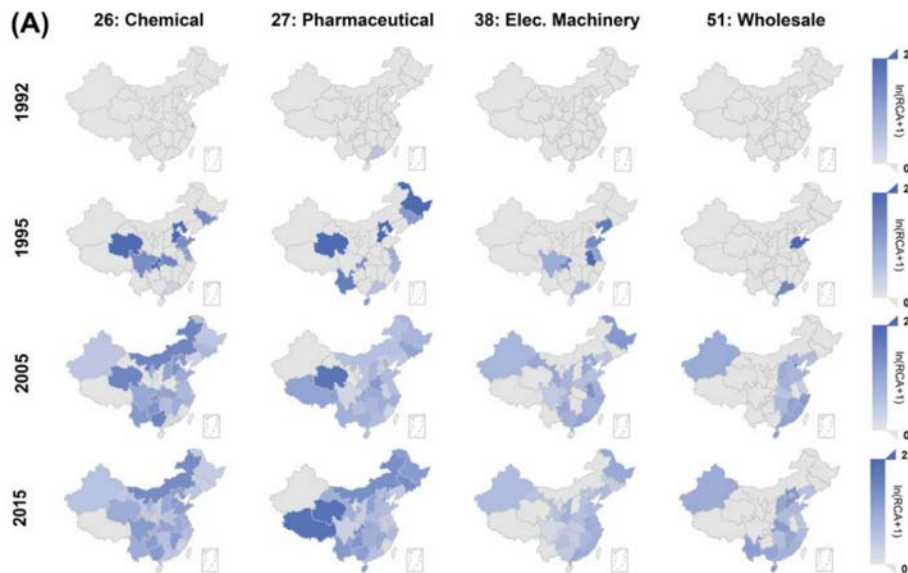 (A)
26: Chemical 27: Pharmaceutical 38: Elec. Machinery 51: Wholesale
1992
2
ln(RCA+1)
0
1995
2
ln(RCA+1)
0
2005
2
ln(RCA+1)
0
2015
2
ln(RCA+1)
0